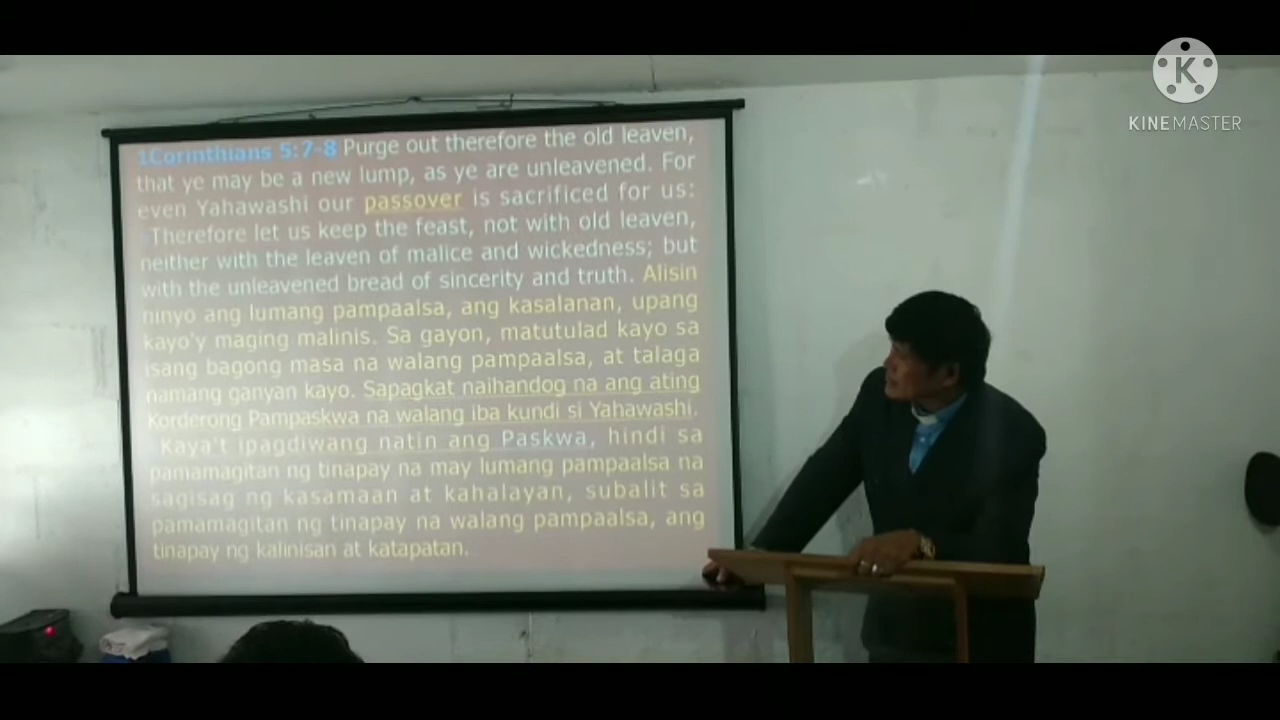 1Corinthians 5:7-8 Purge out therefore the old leaven,
that ye may be a new lump, as ye are unleavened. For
even Yahawashi our passover is sacrificed for us:
Therefore let us keep the feast, not with old leaven,
neither with the leaven of malice and wickedness; but
with the unleavened bread of sincerity and truth. Alisin
ninyo ang lumang pampaalsa, ang kasalanan, upang
kayo'y maging malinis. Sa gayon, matutulad kayo sa
isang bagong masa na walang pampaalsa, at talaga
namang ganyan kayo. Sapagkat naihandog na ang ating
Korderong Pampaskwa na walang iba kundi si Yahawashi.
Kaya't ipagdiwang natin ang Paskwa, hindi sa
pamamagitan ng tinapay na may lumang pampaalsa na
sagisag ng kasamaan at kahalayan, subalit sa
pamamagitan ng tinapay na walang pampaalsa, ang
tinapay ng kalinisan at katapatan.
K
KINEMASTER